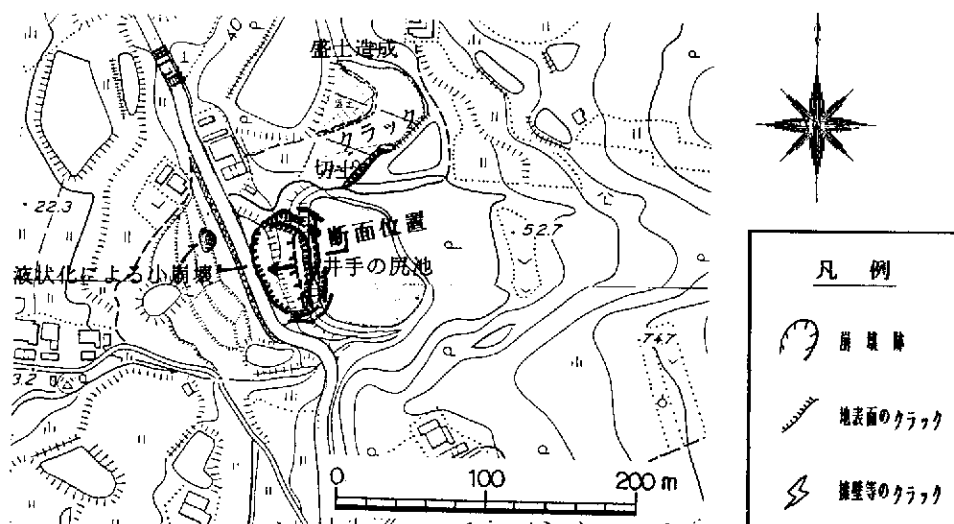 盛土造成
40
クラック
切土
断面位置
22.3
52.7
液状化による小崩壊
井手の尻池
74.7
3.2
0 100 200 m
凡例
崩壊跡
地表面のクラック
擁壁等のクラック